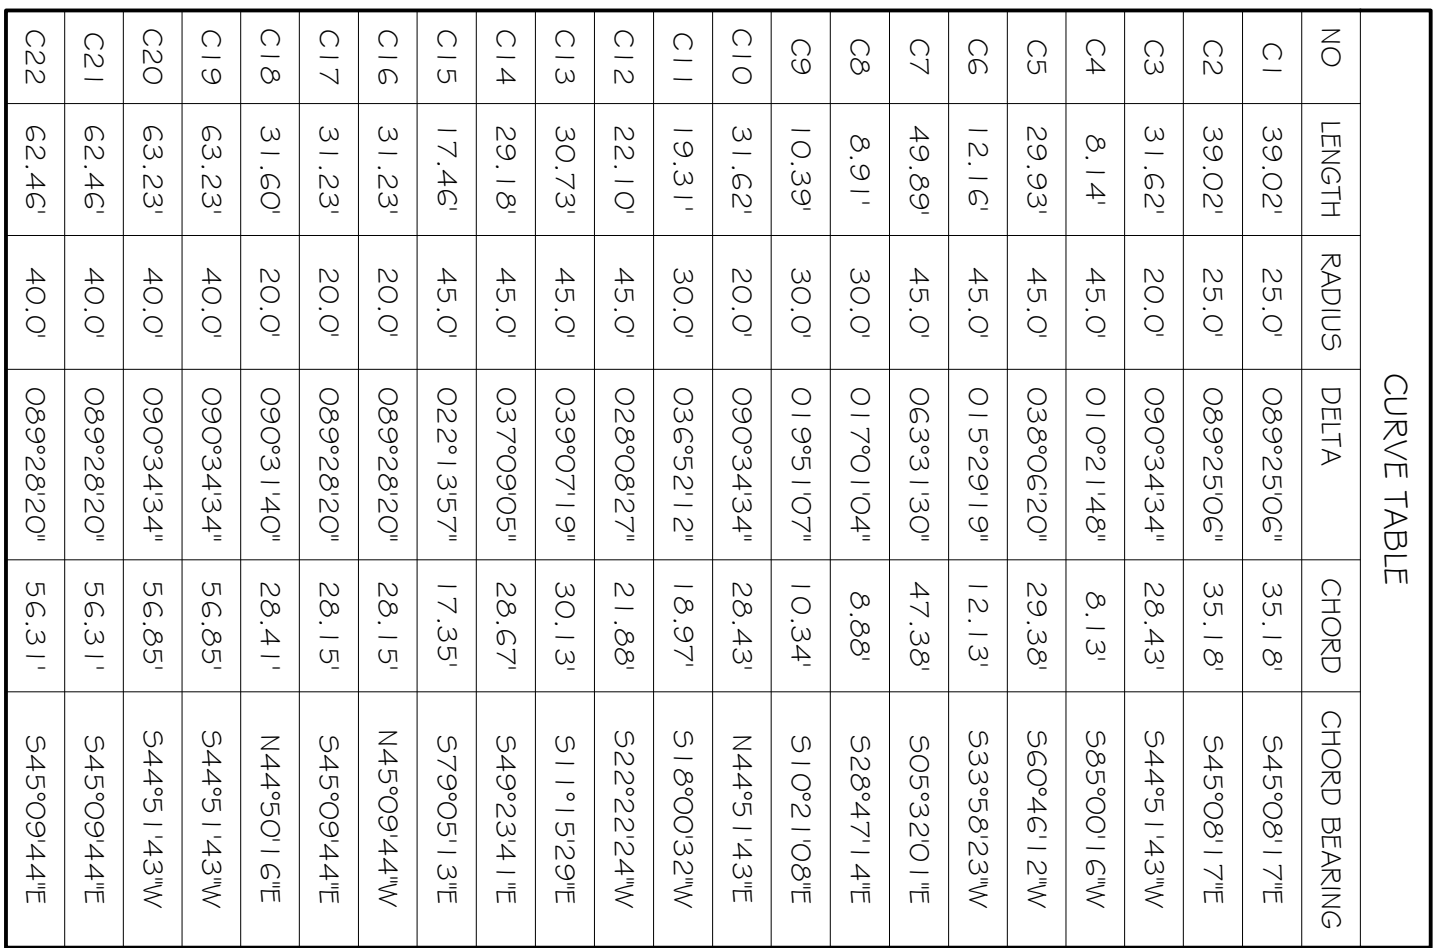 CURVE TABLE
NO LENGTH RADIUS DELTA CHORD CHORD BEARING
C1 39.02' 25.0' 089°25'06" 35.18' S45°08'17"E
C2 39.02' 25.0' 089°25'06" 35.18' S45°08'17"E
C3 31.62' 20.0' 090°34'34" 28.43' S44°51'43"W
C4 8.14' 45.0' 010°21'48" 8.13' S85°00'16"W
C5 29.93' 45.0' 038°06'20" 29.38' S60°46'12"W
C6 12.16' 45.0' 015°29'19" 12.13' S33°58'23"W
C7 49.89' 45.0' 063°31'30" 47.38' S05°32'01"E
C8 8.91' 30.0' 017°01'04" 8.88' S28°47'14"E
C9 10.39' 30.0' 019°51'07" 10.34' S10°21'08"E
C10 31.62' 20.0' 090°34'34" 28.43' N44°51'43"E
C11 19.31' 30.0' 036°52'12" 18.97' S18°00'32"W
C12 22.10' 45.0' 028°08'27" 21.88' S22°22'24"W
C13 30.73' 45.0' 039°07'19" 30.13' S11°15'29"E
C14 29.18' 45.0' 037°09'05" 28.67' S49°23'41"E
C15 17.46' 45.0' 022°13'57" 17.35' S79°05'13"E
C16 31.23' 20.0' 089°28'20" 28.15' N45°09'44"W
C17 31.23' 20.0' 089°28'20" 28.15' S45°09'44"E
C18 31.60' 20.0' 090°31'40" 28.41' N44°50'16"E
C19 63.23' 40.0' 090°34'34" 56.85' S44°51'43"W
C20 63.23' 40.0' 090°34'34" 56.85' S44°51'43"W
C21 62.46' 40.0' 089°28'20" 56.31' S45°09'44"E
C22 62.46' 40.0' 089°28'20" 56.31' S45°09'44"E